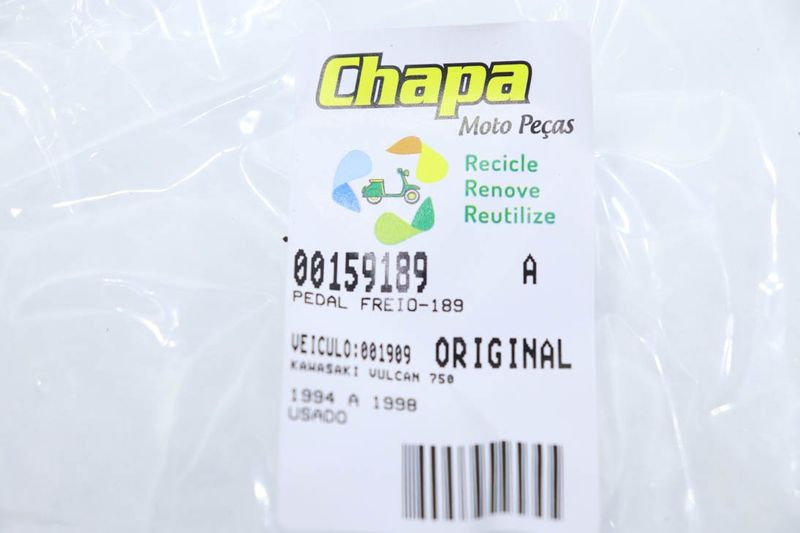 Chapa
Moto Peças
Recicle
Renove
Reutilize
00159189 A
PEDAL FREIO-189
VEICULO:001909 ORIGINAL
KAWASAKI VULCAN 750
1994 A 1998
USADO